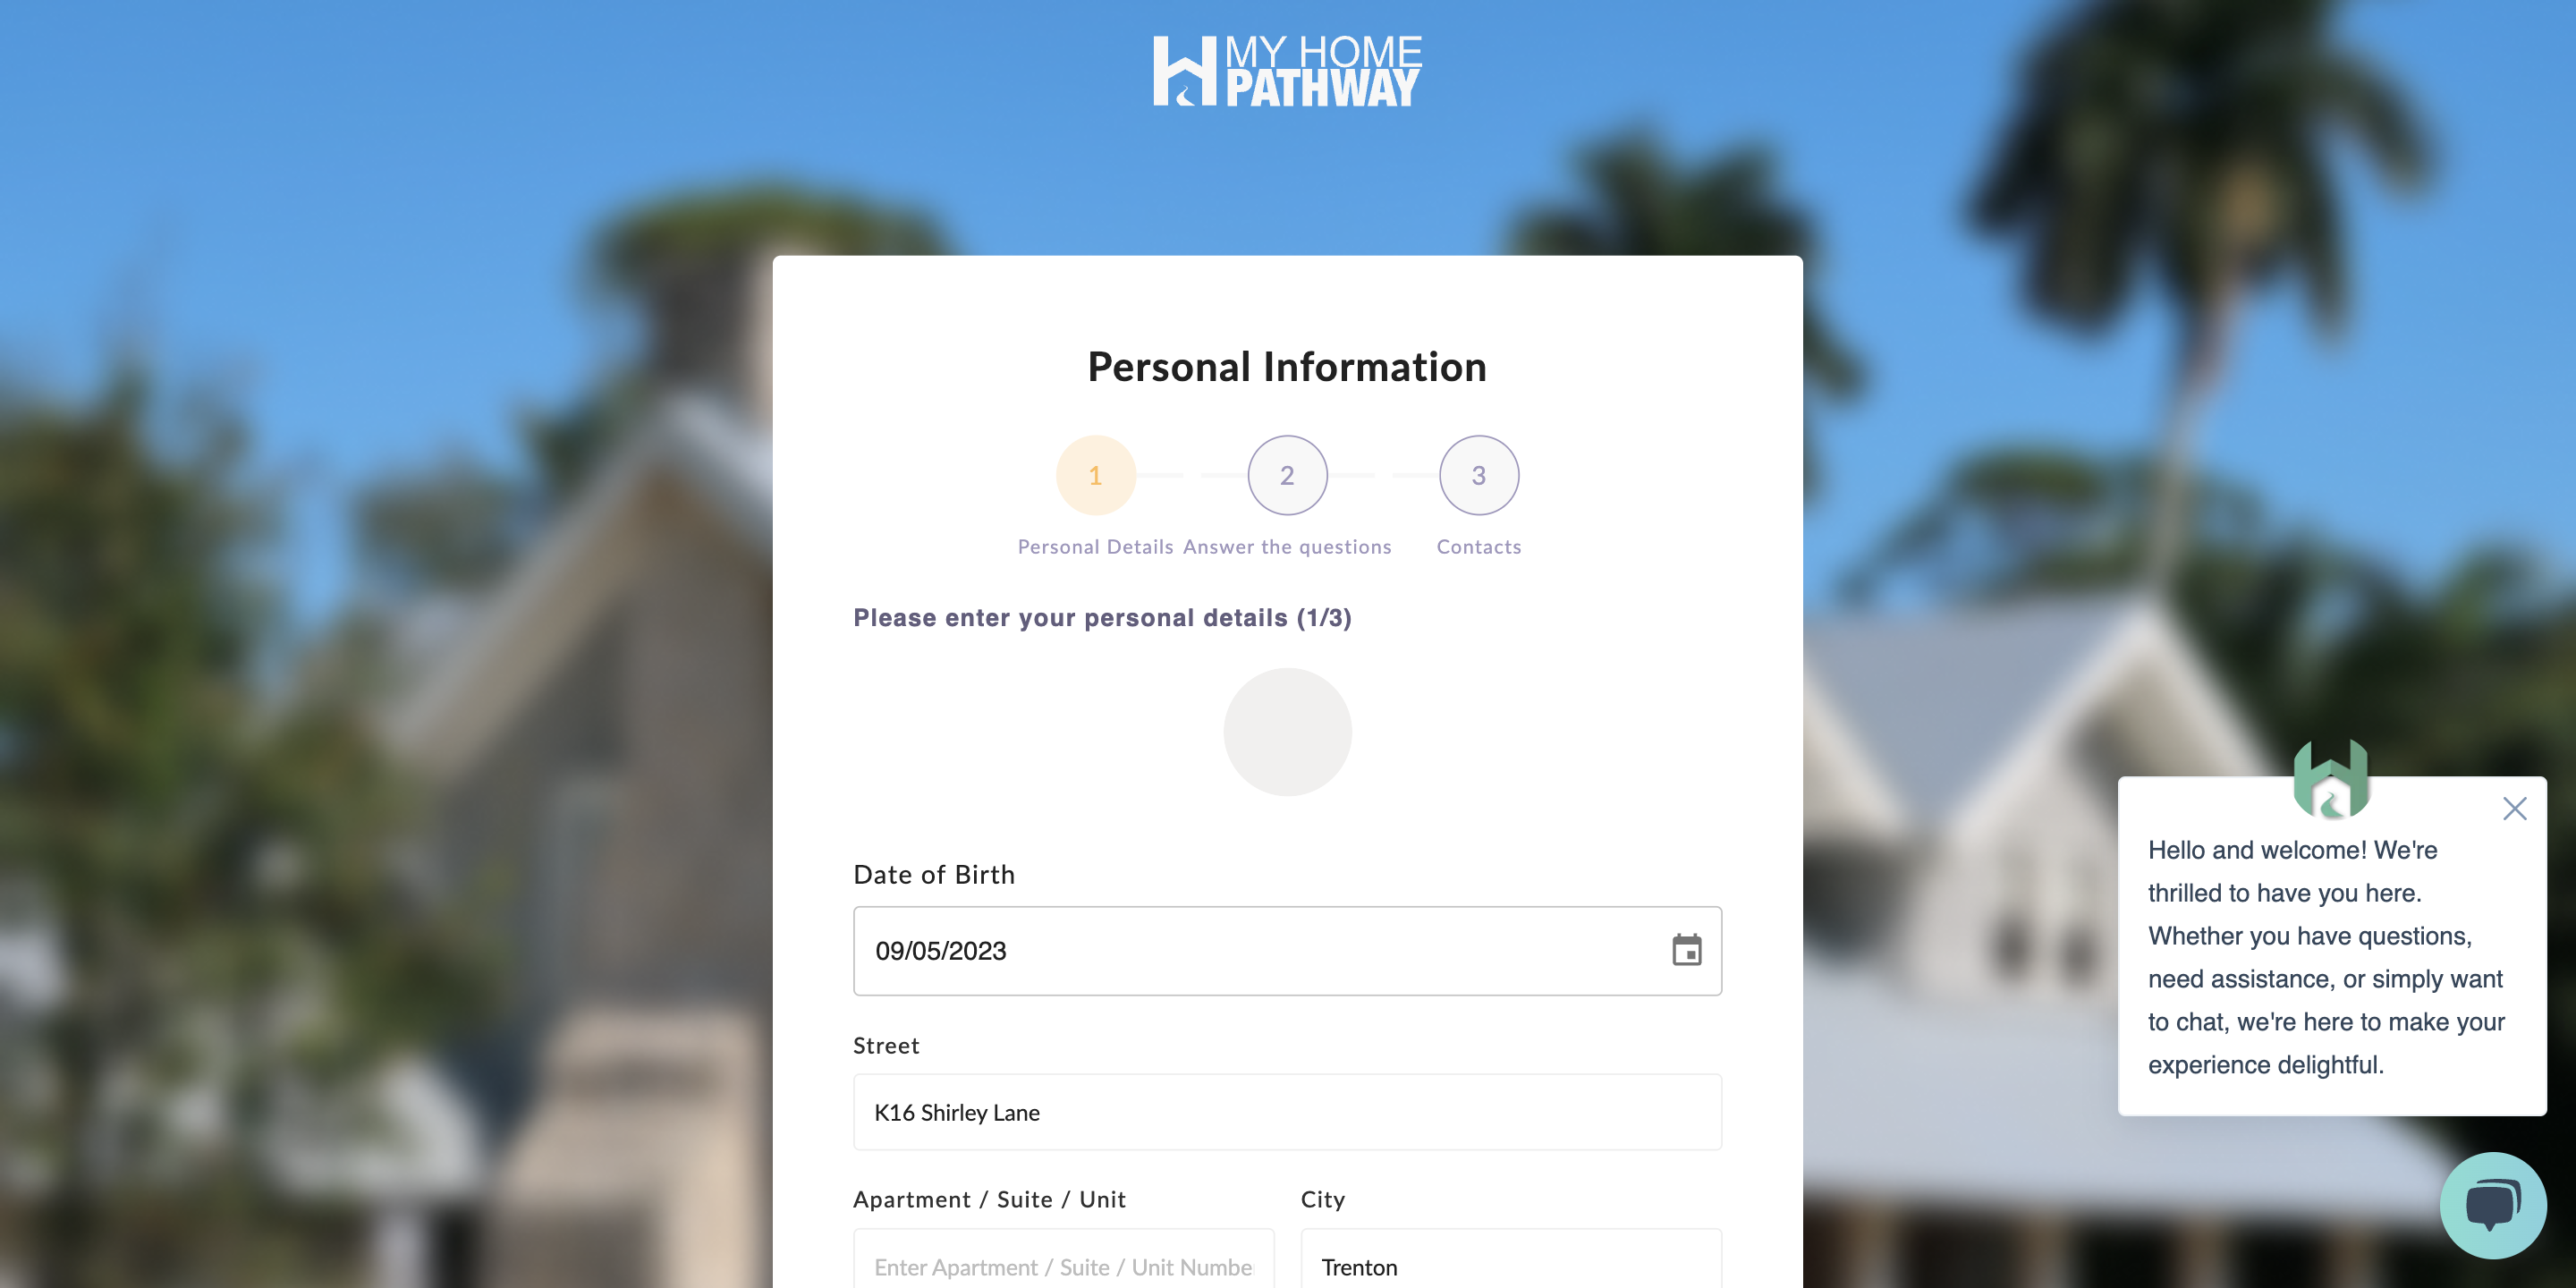 MY HOME
PATHWAY
Personal Information
1
2
3
Personal Details
Answer the questions
Contacts
Please enter your personal details (1/3)
Date of Birth
09/05/2023
Street
K16 Shirley Lane
Apartment / Suite / Unit
City
Enter Apartment / Suite / Unit Numbe
Trenton
Hello and welcome! We're
thrilled to have you here.
Whether you have questions,
need assistance, or simply want
to chat, we're here to make your
experience delightful.